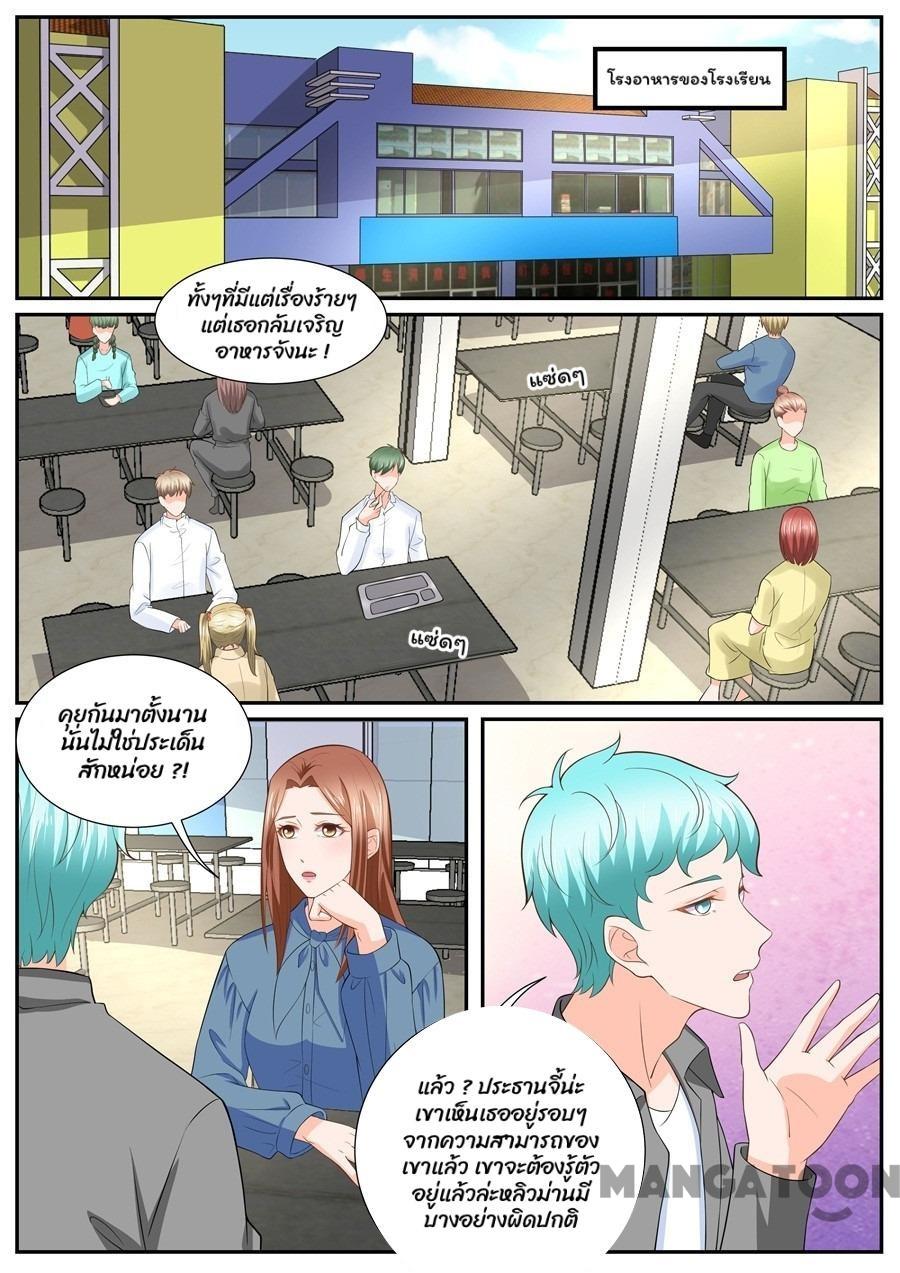 โรงอาหารของโรงเรียน
ทั้งๆที่มีแต่เรื่องร้ายๆ
แต่เธอกลับเจริญ
อาหารจังนะ !
แซ่ดๆ
แซ่ดๆ
คุยกันมาตั้งนาน
นั่นไม่ใช่ประเด็น
สักหน่อย ?!
แล้ว ? ประธานจี้น่ะ
เขาเห็นเธออยู่รอบๆ
จากความสามารถของ
เขาแล้ว เขาจะต้องรู้ตัว
อยู่แล้วล่ะหลิวม่านมี
บางอย่างผิดปกติ
MANGATOON